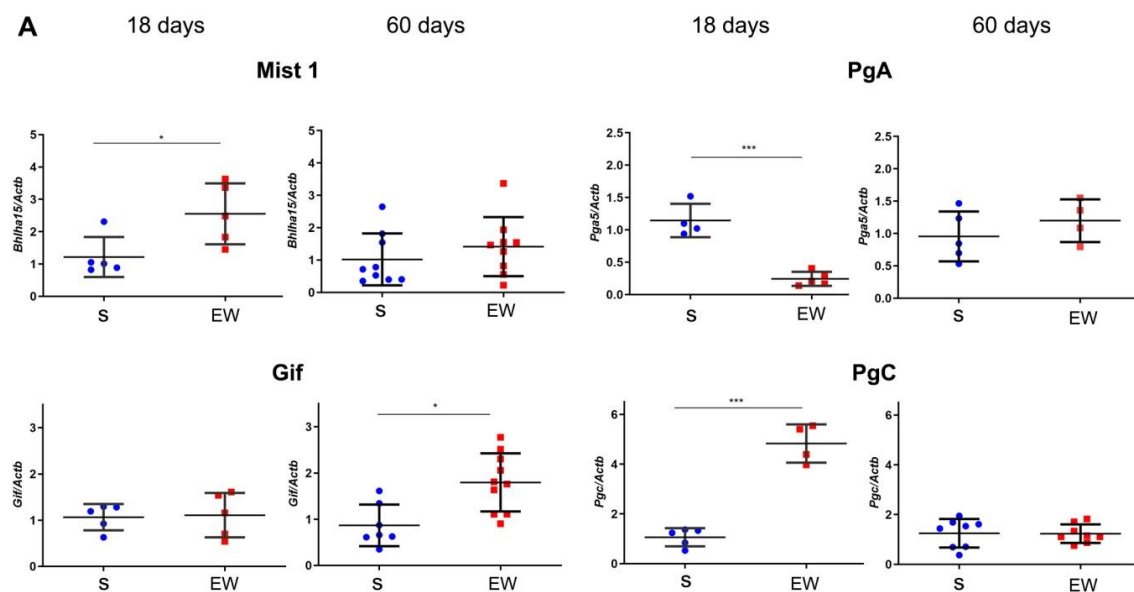 A 18 days 60 days 18 days 60 days
Mist 1 PgA
Bhlha15/Actb
5
4
3
2
1
0
*
S EW
Bhlha15/Actb
5
4
3
2
1
0
S EW
Pga5/Actb
2.5
2.0
1.5
1.0
0.5
0.0
***
S EW
Pga5/Actb
2.5
2.0
1.5
1.0
0.5
0.0
S EW
Gif PgC
Gif/Actb
3
2
1
0
S EW
Gif/Actb
3
2
1
0
*
S EW
Pgc/Actb
6
4
2
0
***
S EW
Pgc/Actb
6
4
2
0
S EW